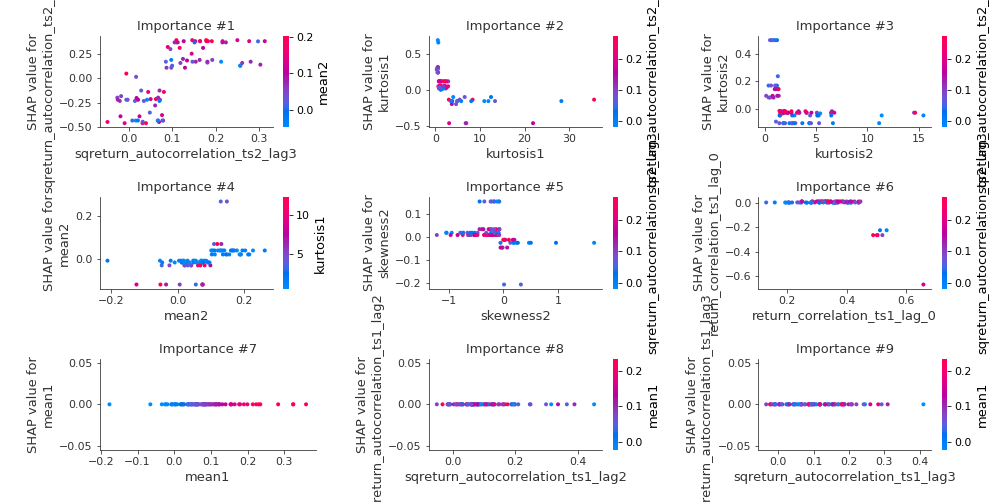 Importance #1
SHAP value for
sqreturn_autocorrelation_ts2_
0.25
0.00
−0.25
−0.50
0.0
0.1
0.2
0.3
sqreturn_autocorrelation_ts2_lag3
0.2
0.1
0.0
mean2
Importance #2
SHAP value for
kurtosis1
0.5
0.0
−0.5
0
10
20
30
kurtosis1
0.2
0.1
0.0
sqreturn_autocorrelation_ts2_
Importance #3
SHAP value for
kurtosis2
0.4
0.2
0.0
0
5
10
15
kurtosis2
0.2
0.1
0.0
sqreturn_autocorrelation_ts2_
Importance #4
SHAP value for
mean2
0.2
0.0
−0.2
0.0
0.2
mean2
10
5
kurtosis1
Importance #5
SHAP value for
skewness2
0.1
0.0
−0.1
−0.2
−1
0
1
skewness2
0.2
0.1
0.0
sqreturn_autocorrelation_ts2_lag3
Importance #6
SHAP value for
return_correlation_ts1_lag_0
0.0
−0.2
−0.4
−0.6
0.2
0.4
0.6
return_correlation_ts1_lag_0
0.2
0.1
0.0
sqreturn_autocorrelation_ts2_lag3
Importance #7
SHAP value for
mean1
0.05
0.00
−0.05
−0.2
−0.1
0.0
0.1
0.2
0.3
mean1
Importance #8
SHAP value for
sqreturn_autocorrelation_ts1_lag2
0.05
0.00
−0.05
0.0
0.2
0.4
sqreturn_autocorrelation_ts1_lag2
0.2
0.1
0.0
mean1
Importance #9
SHAP value for
sqreturn_autocorrelation_ts1_lag3
0.05
0.00
−0.05
0.0
0.1
0.2
0.3
0.4
sqreturn_autocorrelation_ts1_lag3
0.2
0.1
0.0
mean1